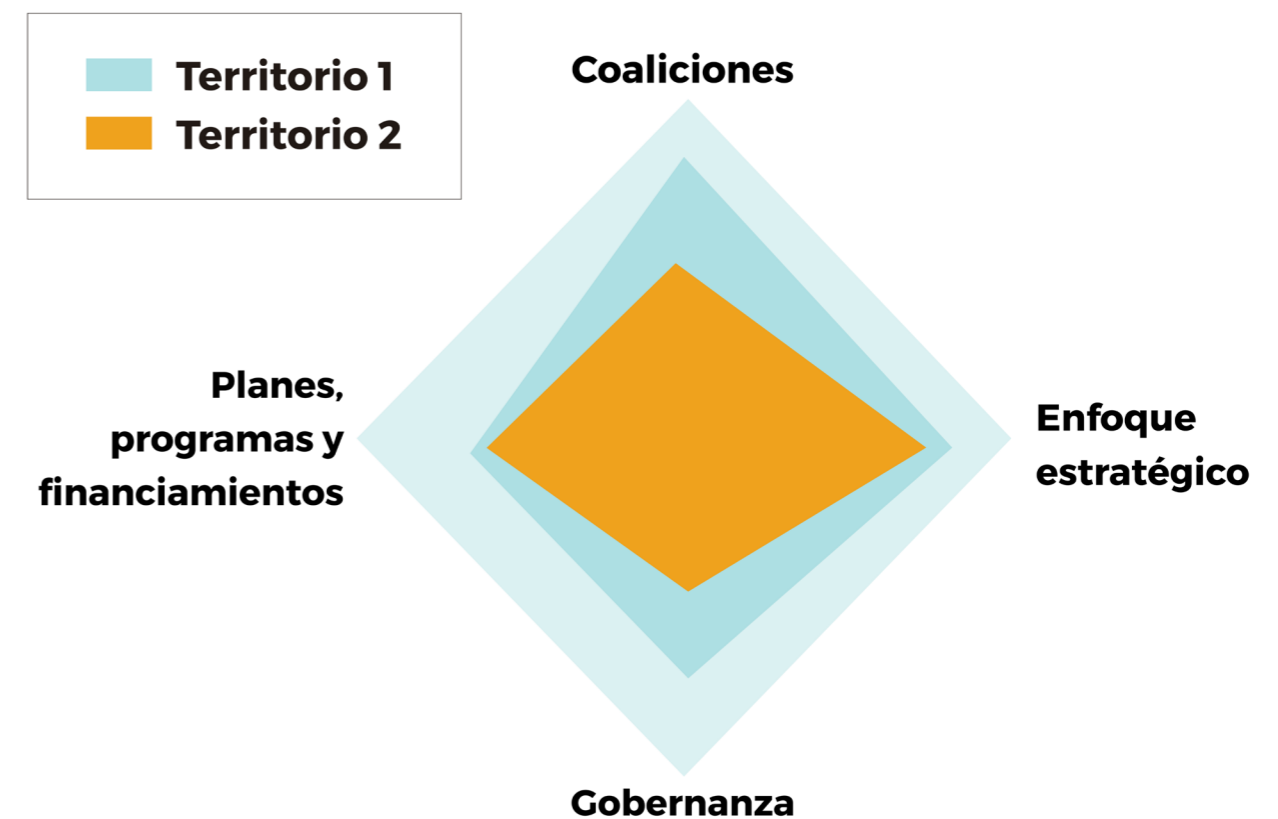 Territorio 1
Territorio 2
Coaliciones
Planes,
programas y
financiamientos
Enfoque
estratégico
Gobernanza